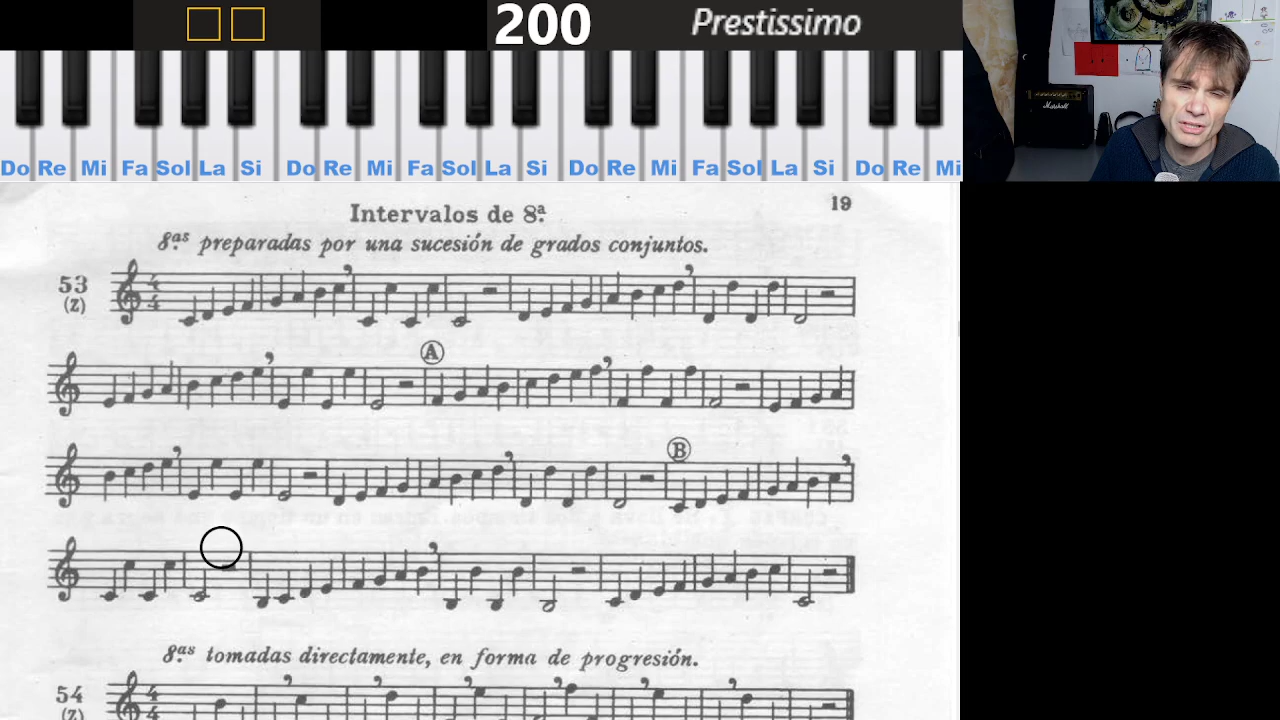 200 Prestissimo
Marshall
Do Re Mi Fa Sol La Si Do Re Mi Fa Sol La Si Do Re Mi Fa Sol La Si Do Re Mi
19
Intervalos de 8.ª
8.as preparadas por una sucesión de grados conjuntos.
53
(Z)
A
B
8.as tomadas directamente, en forma de progresión.
54
(Z)